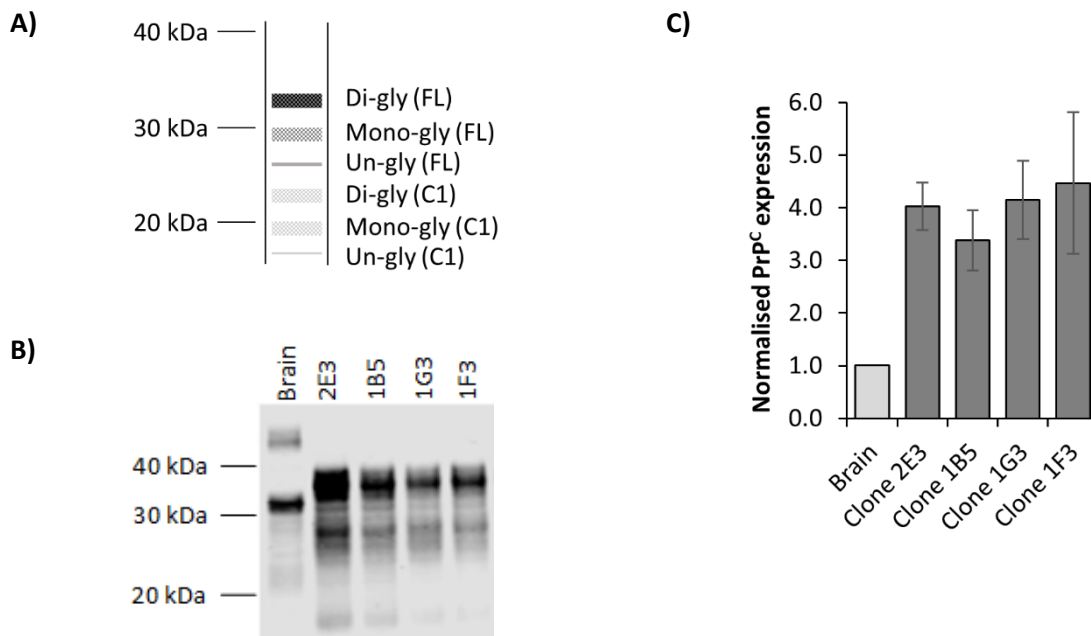 A)
40 kDa
30 kDa
20 kDa
Di-gly (FL)
Mono-gly (FL)
Un-gly (FL)
Di-gly (C1)
Mono-gly (C1)
Un-gly (C1)
B)
Brain
2E3
1B5
1G3
1F3
40 kDa
30 kDa
20 kDa
C)
Normalised PrPᶜ expression
6.0
5.0
4.0
3.0
2.0
1.0
0.0
Brain
Clone 2E3
Clone 1B5
Clone 1G3
Clone 1F3